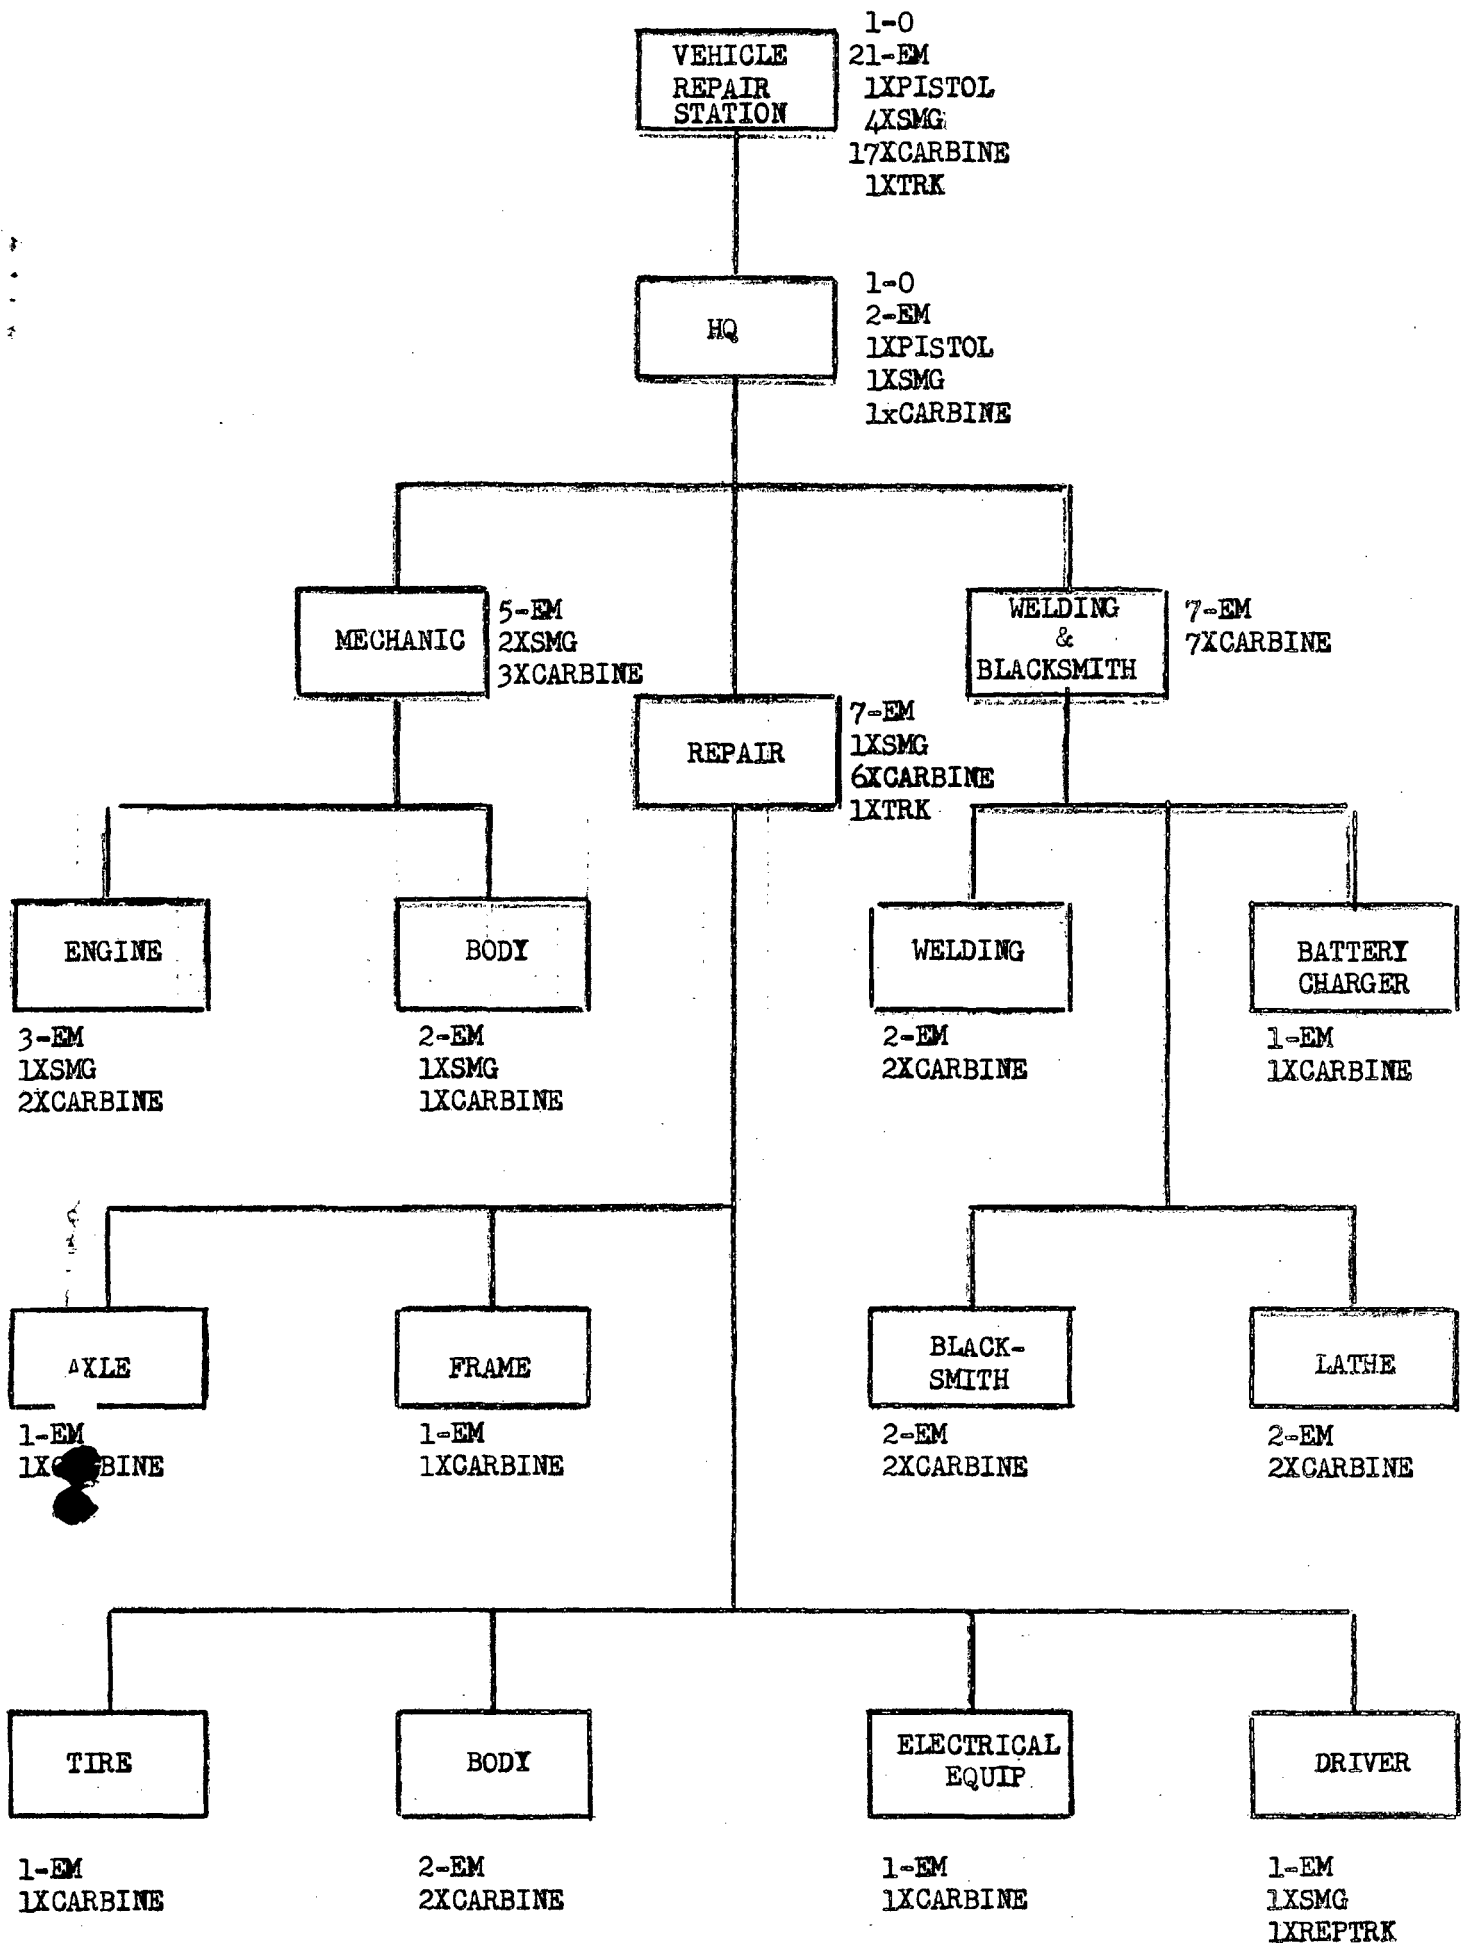 VEHICLE
REPAIR
STATION
1-O
21-EM
1XPISTOL
4XSMG
17XCARBINE
1XTRK
HQ
1-O
2-EM
1XPISTOL
1XSMG
1xCARBINE
MECHANIC
5-EM
2XSMG
3XCARBINE
REPAIR
7-EM
1XSMG
6XCARBINE
1XTRK
WELDING
&
BLACKSMITH
7-EM
7XCARBINE
ENGINE
3-EM
1XSMG
2XCARBINE
BODY
2-EM
1XSMG
1XCARBINE
WELDING
2-EM
2XCARBINE
BATTERY
CHARGER
1-EM
1XCARBINE
AXLE
1-EM
FRAME
1-EM
1XCARBINE
BLACK-
SMITH
2-EM
2XCARBINE
LATHE
2-EM
2XCARBINE
TIRE
1-EM
1XCARBINE
BODY
2-EM
2XCARBINE
ELECTRICAL
EQUIP
1-EM
1XCARBINE
DRIVER
1-EM
1XSMG
1XREPTRK